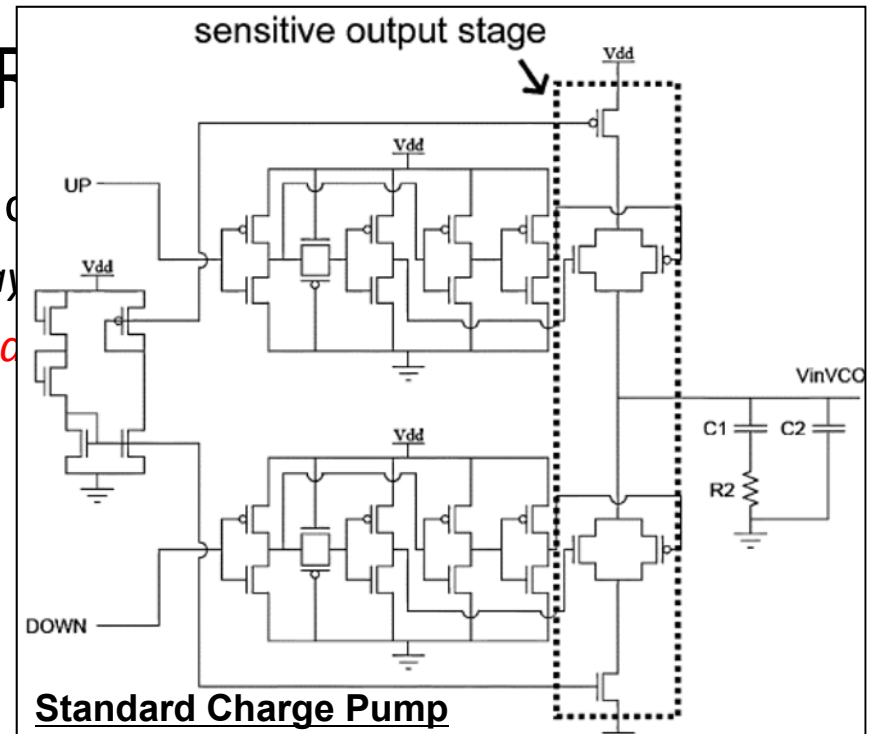 sensitive output stage
Vdd
Vdd
UP
Vdd
VinVCO
C1 C2
Vdd
R2
DOWN
Standard Charge Pump